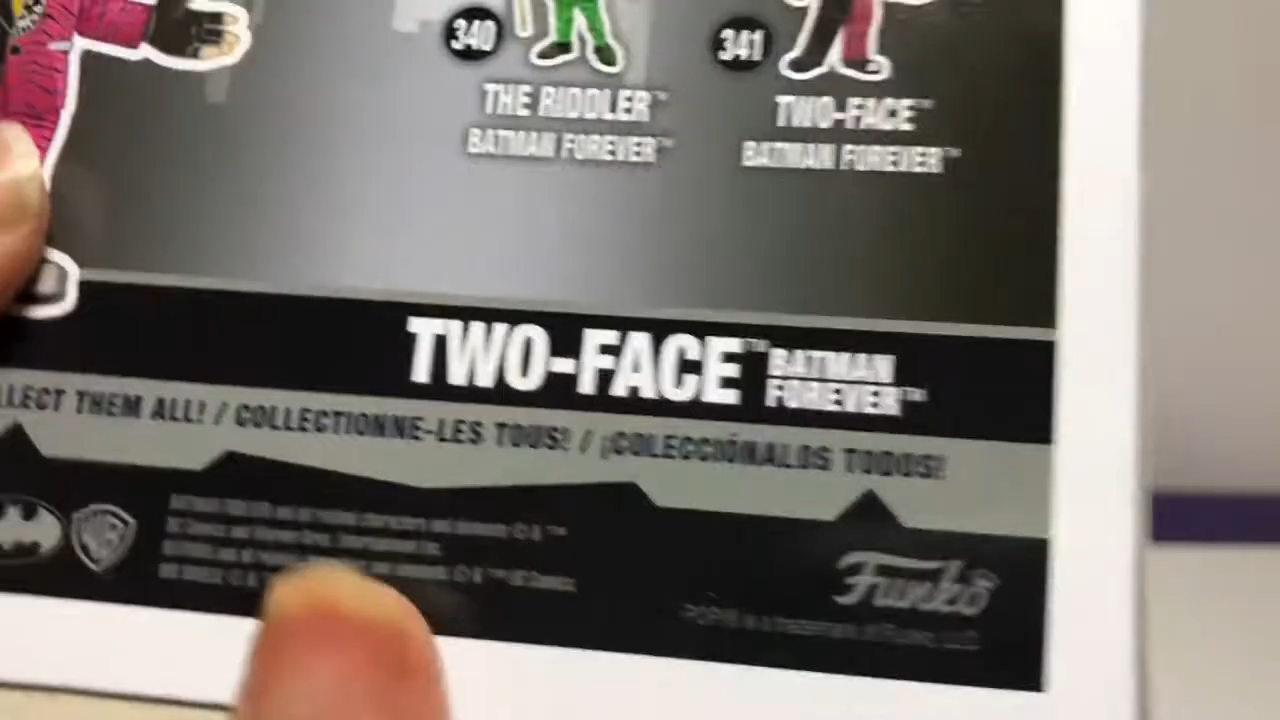 340
THE RIDDLER™
BATMAN FOREVER™
341
TWO-FACE™
BATMAN FOREVER™
TWO-FACE™ BATMAN
FOREVER™
LLECT THEM ALL! / COLLECTIONNE-LES TOUS! / ¡COLECCIÓNALOS TODOS!
WB
Funko